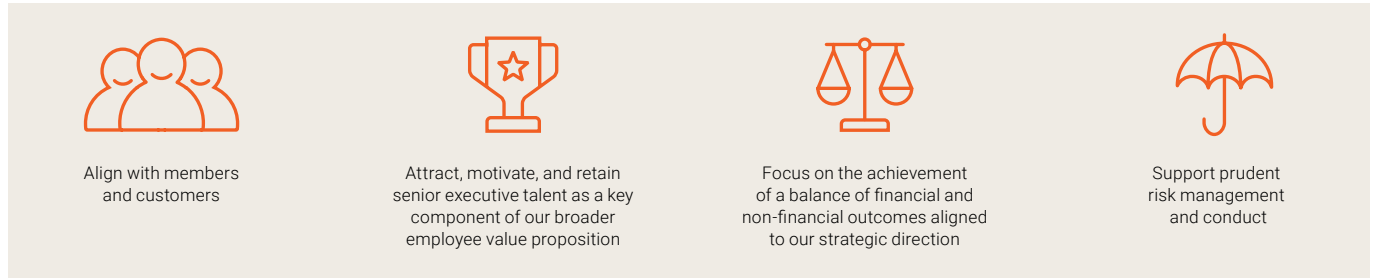 Align with members
and customers
Attract, motivate, and retain
senior executive talent as a key
component of our broader
employee value proposition
Focus on the achievement
of a balance of financial and
non-financial outcomes aligned
to our strategic direction
Support prudent
risk management
and conduct